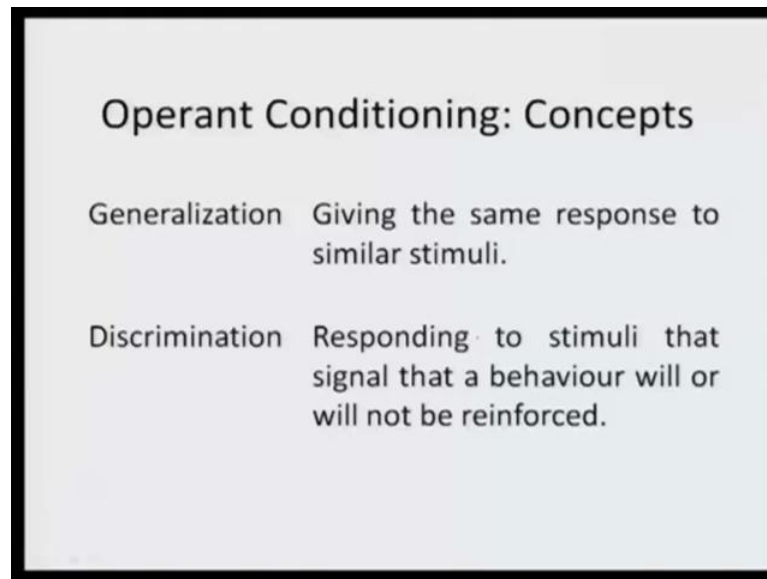 Operant Conditioning: Concepts
Generalization Giving the same response to
similar stimuli.
Discrimination Responding to stimuli that
signal that a behaviour will or
will not be reinforced.